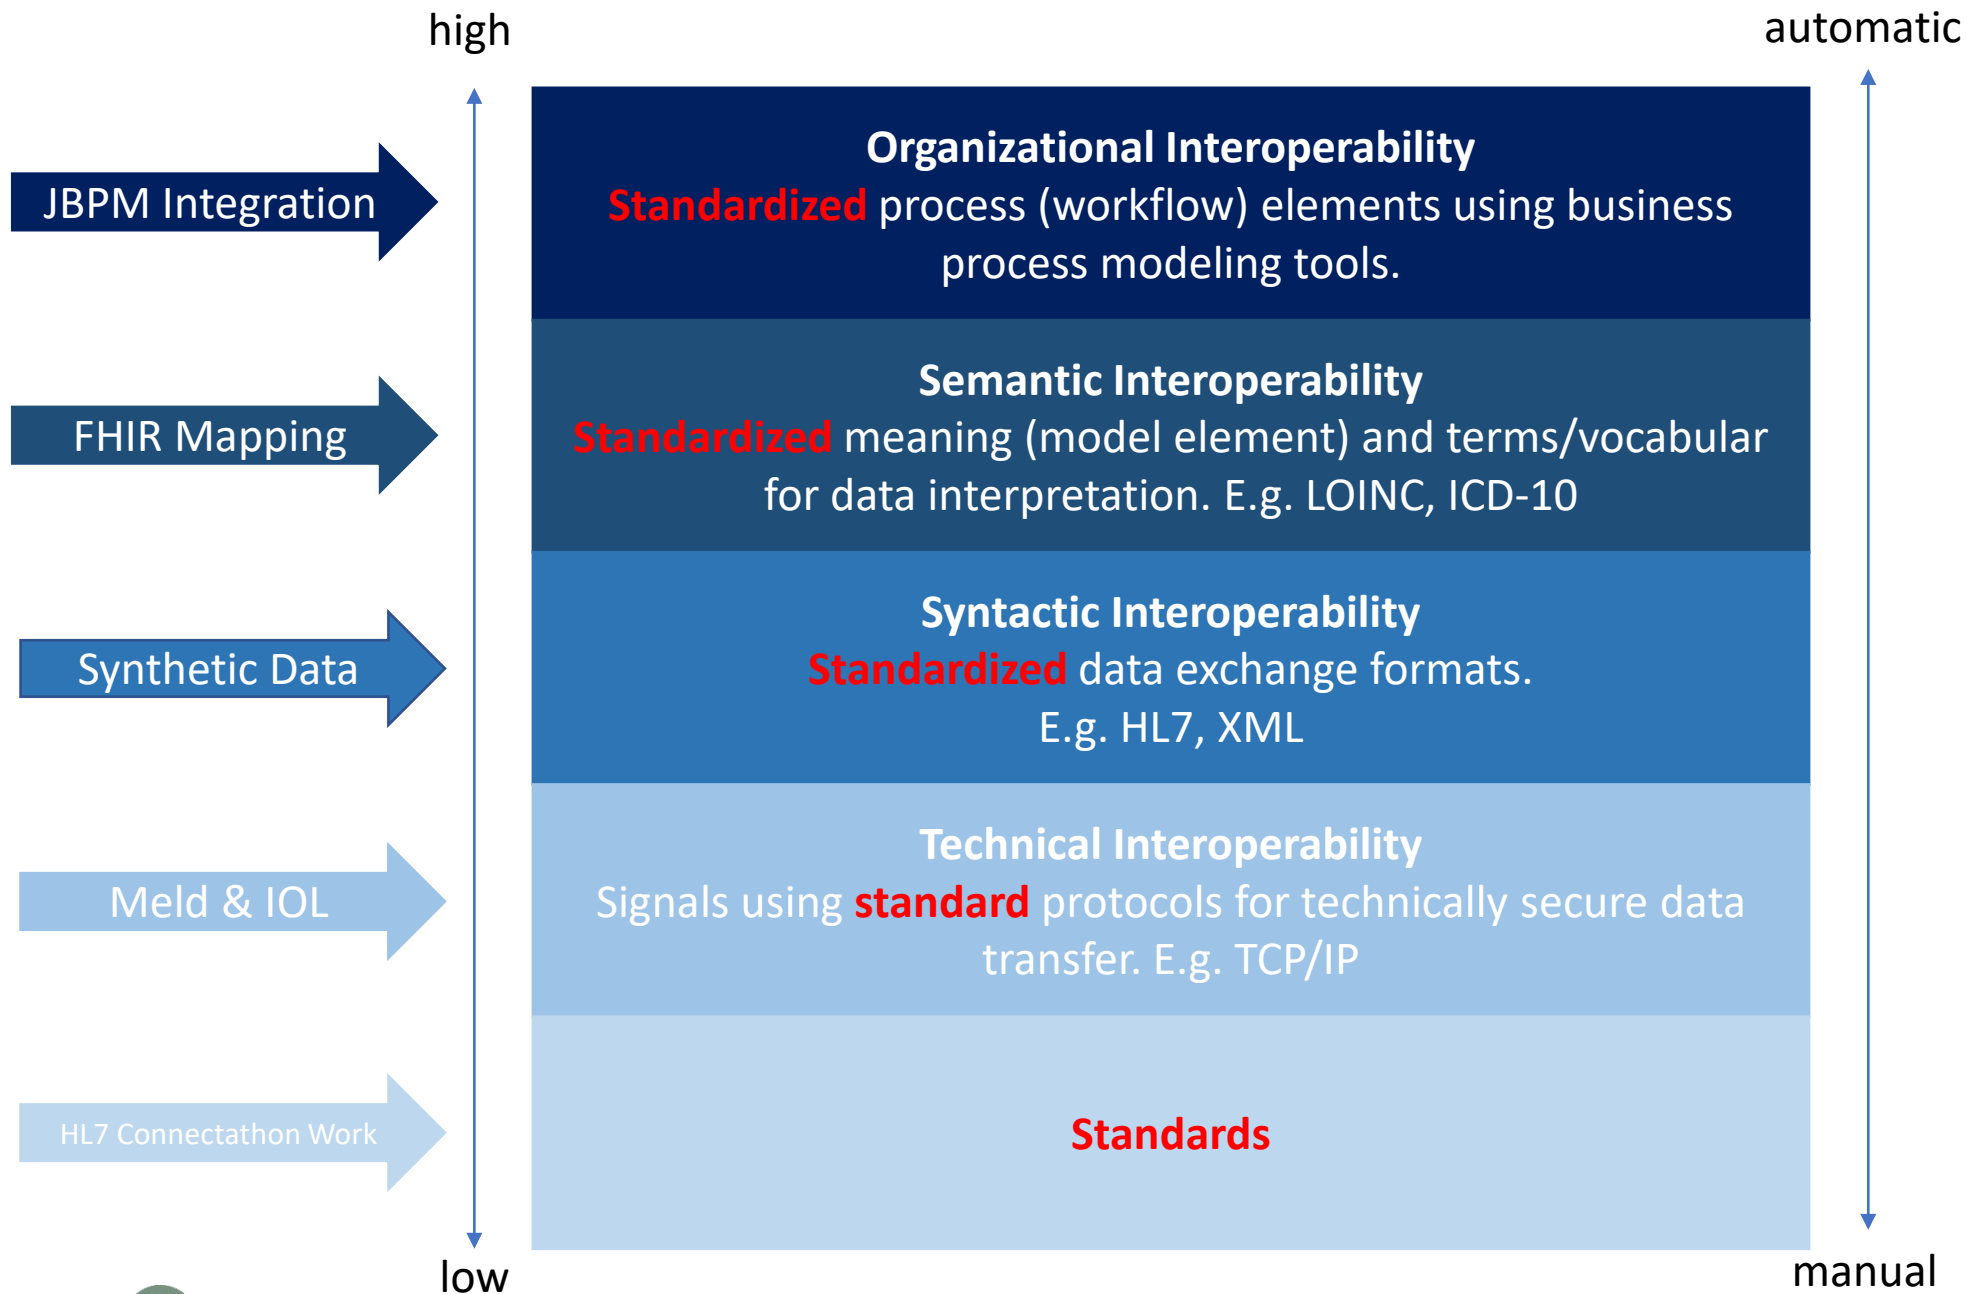 high
automatic
JBPM Integration
Organizational Interoperability
Standardized process (workflow) elements using business
process modeling tools.
FHIR Mapping
Semantic Interoperability
Standardized meaning (model element) and terms/vocabular
for data interpretation. E.g. LOINC, ICD-10
Synthetic Data
Syntactic Interoperability
Standardized data exchange formats.
E.g. HL7, XML
Meld & IOL
Technical Interoperability
Signals using standard protocols for technically secure data
transfer. E.g. TCP/IP
HL7 Connectathon Work
Standards
low
manual